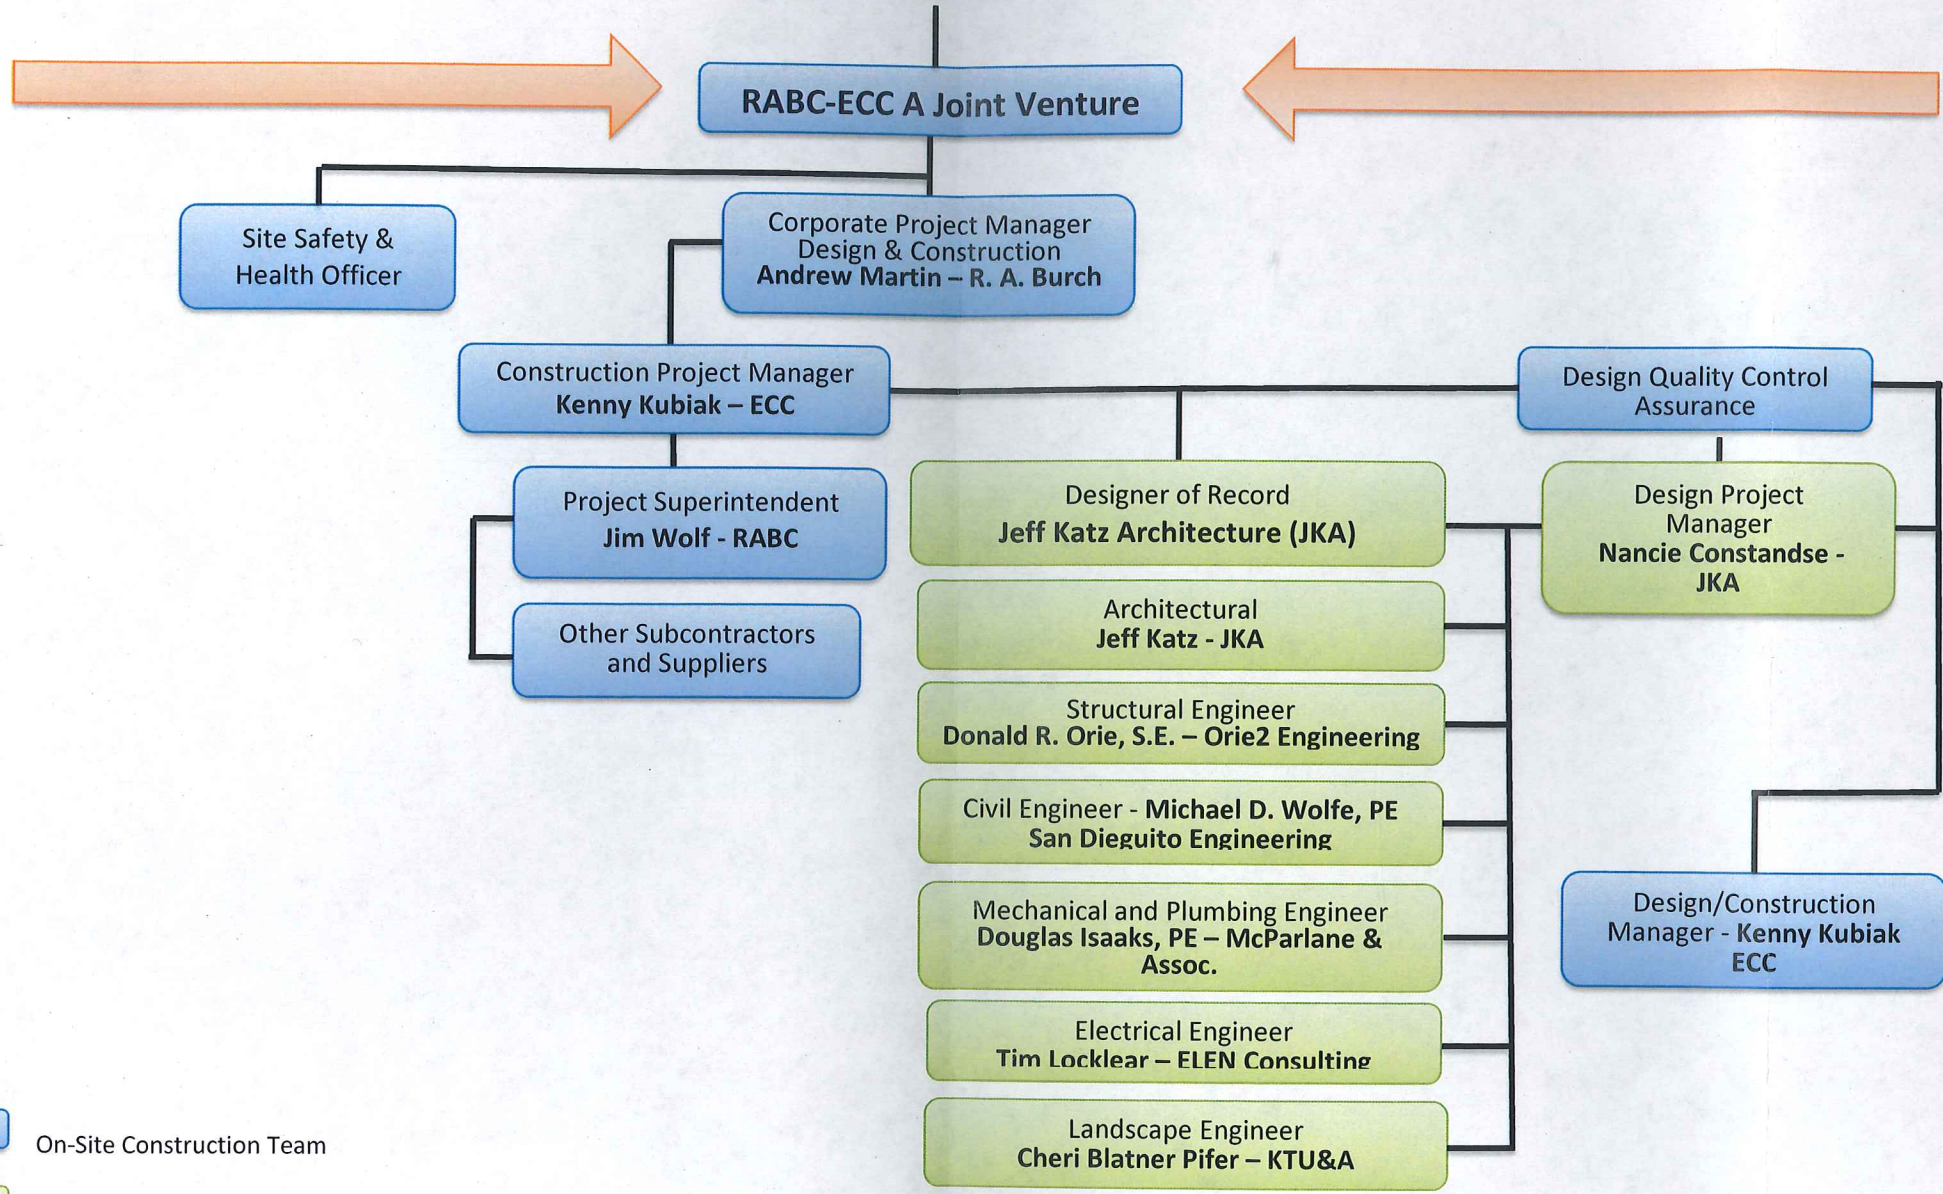 RABC-ECC A Joint Venture
Site Safety &
Health Officer
Corporate Project Manager
Design & Construction
Andrew Martin – R. A. Burch
Construction Project Manager
Kenny Kubiak – ECC
Design Quality Control
Assurance
Project Superintendent
Jim Wolf - RABC
Designer of Record
Jeff Katz Architecture (JKA)
Design Project
Manager
Nancie Constandse -
JKA
Other Subcontractors
and Suppliers
Architectural
Jeff Katz - JKA
Structural Engineer
Donald R. Orie, S.E. – Orie2 Engineering
Civil Engineer - Michael D. Wolfe, PE
San Dieguito Engineering
Mechanical and Plumbing Engineer
Douglas Isaaks, PE – McParlane &
Assoc.
Design/Construction
Manager - Kenny Kubiak
ECC
Electrical Engineer
Tim Locklear – ELEN Consulting
Landscape Engineer
Cheri Blatner Pifer – KTU&A
On-Site Construction Team